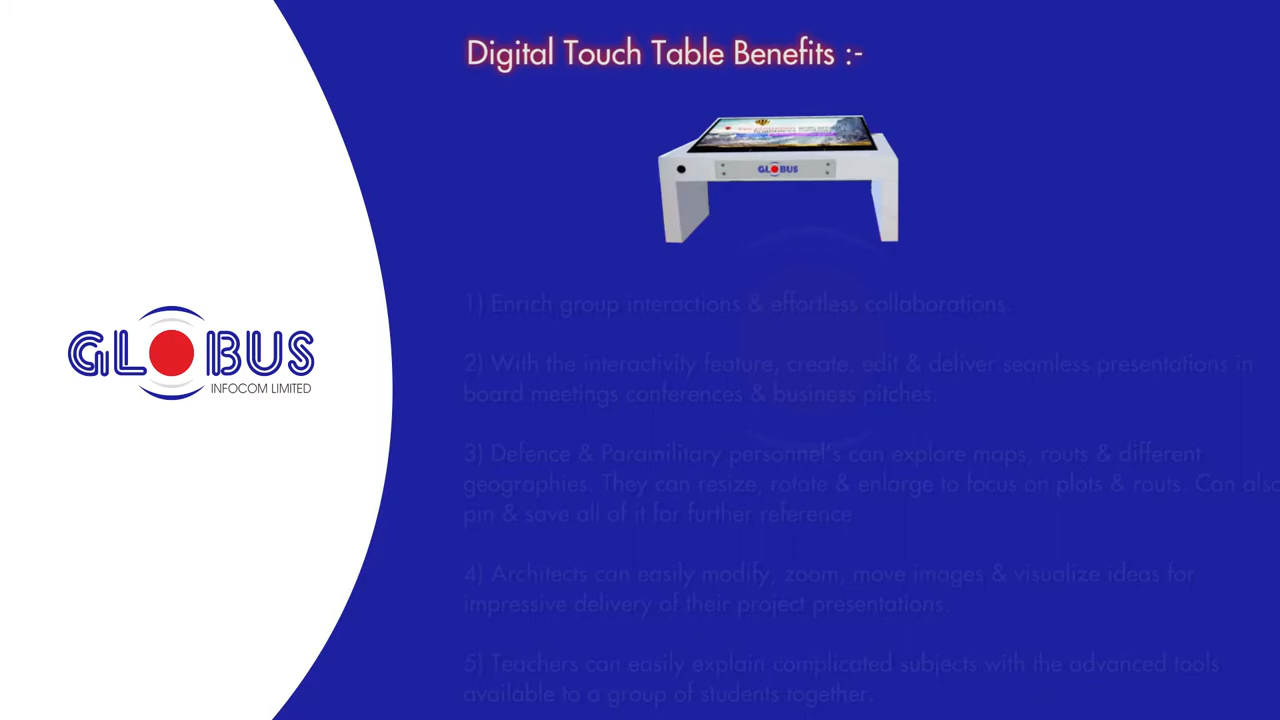 Digital Touch Table Benefits :-
GLOBUS
1) Enrich group interactions & effortless collaborations.
2) With the interactivity feature, create, edit & deliver seamless presentations in
board meetings conferences & business pitches.
GLOBUS
INFOCOM LIMITED
3) Defence & Paramilitary personnel's can explore maps, routs & different
geographies. They can resize, rotate & enlarge to focus on plots & routs. Can also
pin & save all of it for further reference
4) Architects can easily modify, zoom, move images & visualize ideas for
impressive delivery of their project presentations.
5) Teachers can easily explain complicated subjects with the advanced tools
available to a group of students together.